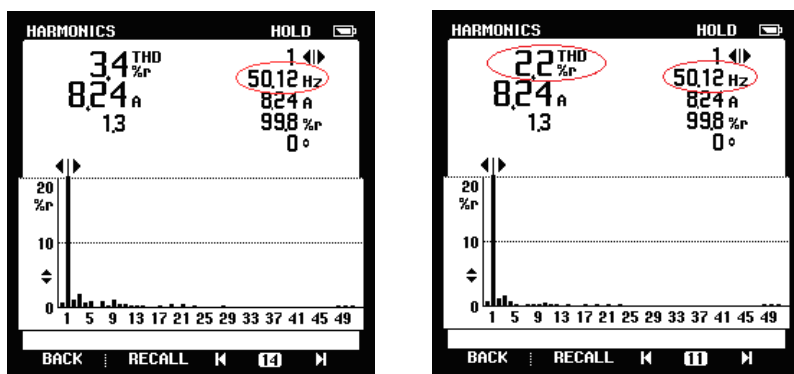 HARMONICS HOLD
3,4 THD %r 1
50,12 Hz
8,24 A 8,24 A
1,3 99,8 %r
0 °
20
%r
10
0
1 5 9 13 17 21 25 29 33 37 41 45 49
BACK RECALL 14
HARMONICS HOLD
2,2 THD %r 1
50,12 Hz
8,24 A 8,24 A
1,3 99,8 %r
0 °
20
%r
10
0
1 5 9 13 17 21 25 29 33 37 41 45 49
BACK RECALL 11